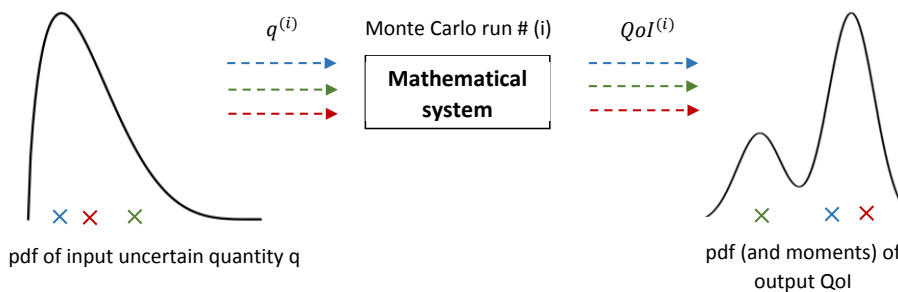 q^{(i)}
Monte Carlo run # (i)
QoI^{(i)}
Mathematical
system
pdf of input uncertain quantity q
pdf (and moments) of
output QoI